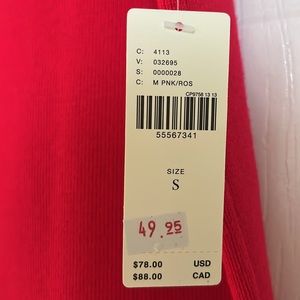 C: 4113
V: 032695
S: 0000028
C: M PNK/ROS
CP9758 13 13
55567341
SIZE
S
49.95
$78.00 USD
$88.00 CAD